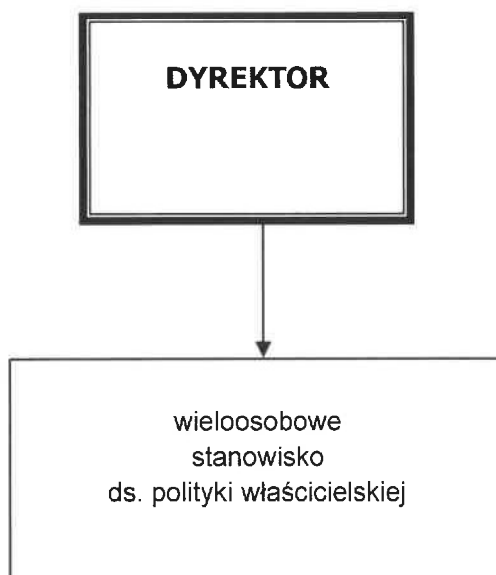 DYREKTOR
wieloosobowe
stanowisko
ds. polityki właścicielskiej